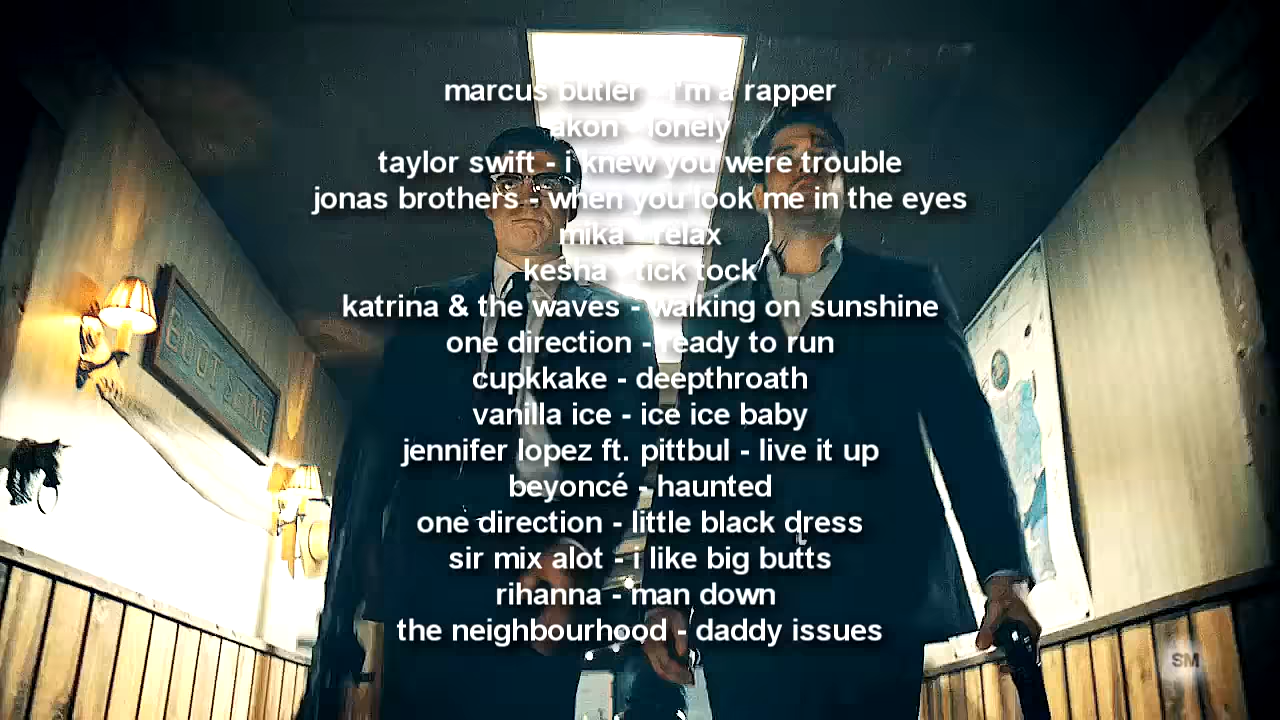 marcus butler - i'm a rapper
akon - lonely
taylor swift - i knew you were trouble
jonas brothers - when you look me in the eyes
mika - relax
kesha - tick tock
katrina & the waves - walking on sunshine
one direction - ready to run
cupkkake - deepthroath
vanilla ice - ice ice baby
jennifer lopez ft. pittbul - live it up
beyoncé - haunted
one direction - little black dress
sir mix alot - i like big butts
rihanna - man down
the neighbourhood - daddy issues
BOOT SHINE
SM